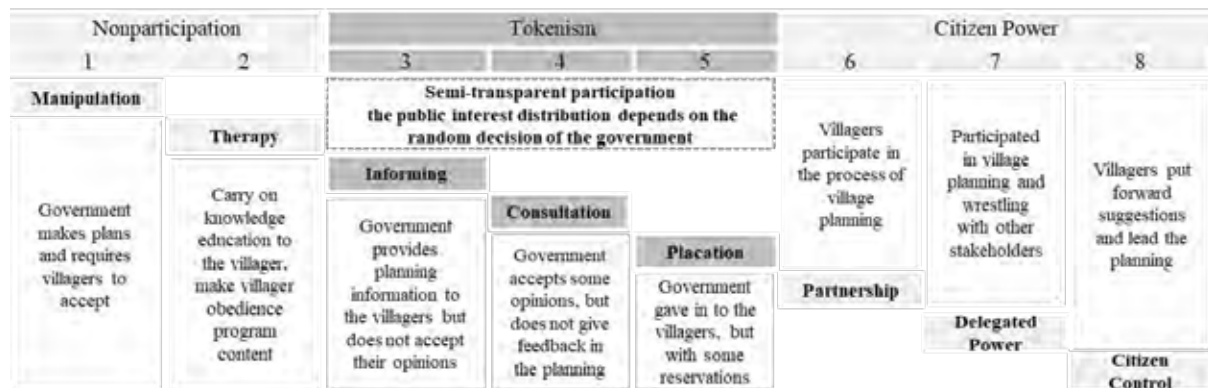 Nonparticipation
Tokenism
Citizen Power
1
2
3
4
5
6
7
8
Manipulation
Government
makes plans
and requires
villagers to
accept
Therapy
Carry on
knowledge
education to
the villager,
make villager
obedience
program
content
Semi-transparent participation
the public interest distribution depends on the
random decision of the government
Informing
Government
provides
planning
information to
the villagers but
does not accept
their opinions
Consultation
Government
accepts some
opinions, but
does not give
feedback in
the planning
Placation
Government
gave in to the
villagers, but
with some
reservations
Villagers
participate in
the process of
village
planning
Partnership
Participated
in village
planning and
wrestling
with other
stakeholders
Delegated
Power
Villagers put
forward
suggestions
and lead the
planning
Citizen
Control